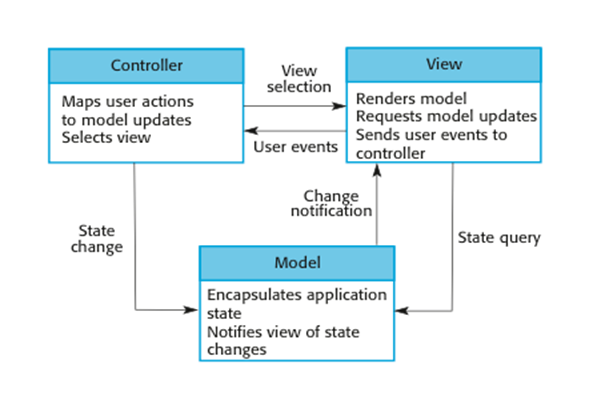 Controller
Maps user actions
to model updates
Selects view
View
selection
User events
View
Renders model
Requests model updates
Sends user events to
controller
State
change
Change
notification
State query
Model
Encapsulates application
state
Notifies view of state
changes